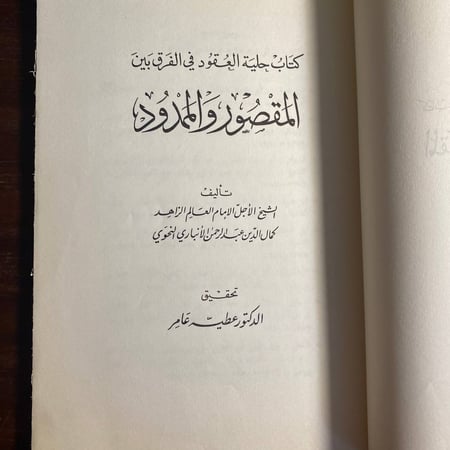 كتاب حلية العقود في الفرق بين
المقصور والممدود
تأليف
الشيخ الأجل الإمام العالم الزاهد
كمال الدين عبد الرحمن الأنباري النحوي
تحقيق
الدكتور عطية عامر